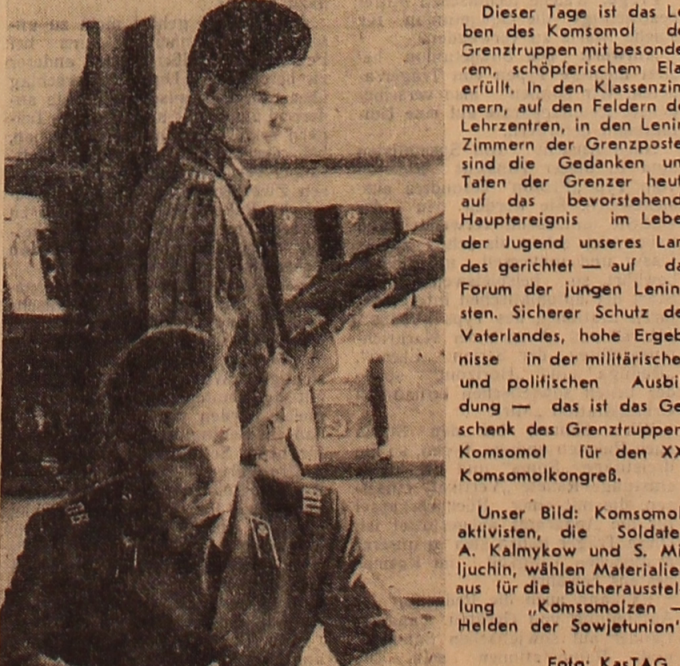 Dieser Tage ist das Le
ben des Komsomol de
Grenztruppen mit besonde
rem, schöpferischem Ela
erfüllt. In den Klassenzim
mern, auf den Feldern de
Lehrzentren, in den Lenin
Zimmern der Grenzposte
sind die Gedanken un
Taten der Grenzer heut
auf das bevorstehend
Hauptereignis im Lebe
der Jugend unseres Lan
des gerichtet — auf da
Forum der jungen Lenin
sten. Sicherer Schutz de
Vaterlandes, hohe Ergeb
nisse in der militärische
und politischen Ausbi
dung — das ist das Ge
schenk des Grenztruppen
Komsomol für den XX
Komsomolkongreß.
Unser Bild: Komsomol
aktivisten, die Soldate
A. Kalmykow und S. Mi
ljuchin, wählen Materialie
aus für die Bücherausstel
lung „Komsomolzen —
Helden der Sowjetunion"
Foto: KasTAG
ПВ
ПВ